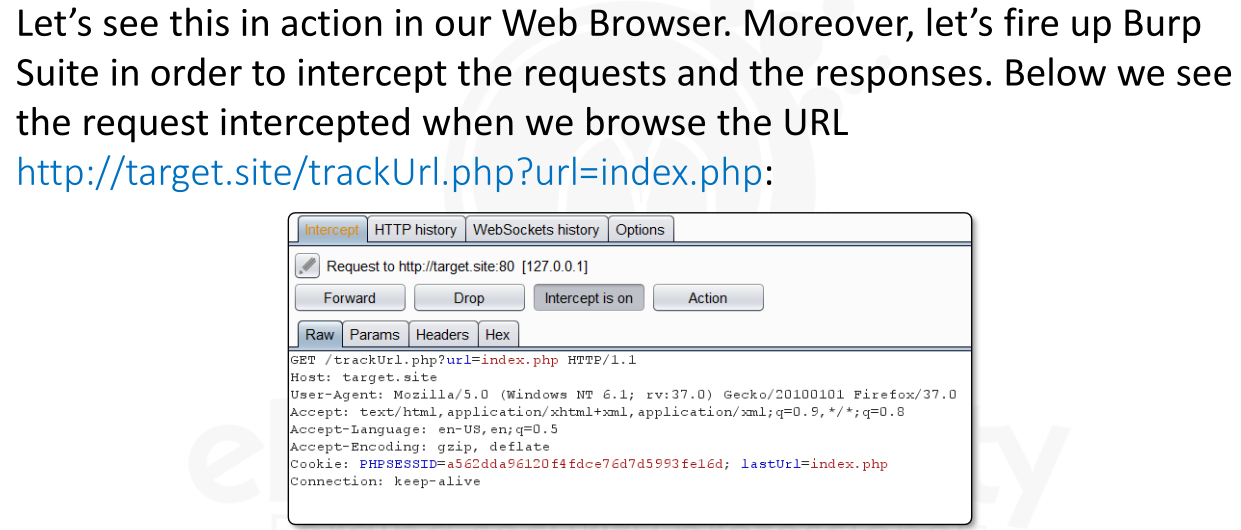 Let’s see this in action in our Web Browser. Moreover, let’s fire up Burp
Suite in order to intercept the requests and the responses. Below we see
the request intercepted when we browse the URL
http://target.site/trackUrl.php?url=index.php:
Intercept HTTP history WebSockets history Options
Request to http://target.site:80 [127.0.0.1]
Forward Drop Intercept is on Action
Raw Params Headers Hex
GET /trackUrl.php?url=index.php HTTP/1.1
Host: target.site
User-Agent: Mozilla/5.0 (Windows NT 6.1; rv:37.0) Gecko/20100101 Firefox/37.0
Accept: text/html,application/xhtml+xml,application/xml;q=0.9,*/*;q=0.8
Accept-Language: en-US,en;q=0.5
Accept-Encoding: gzip, deflate
Cookie: PHPSESSID=a562dda96120f4fdce76d7d5993fe16d; lastUrl=index.php
Connection: keep-alive